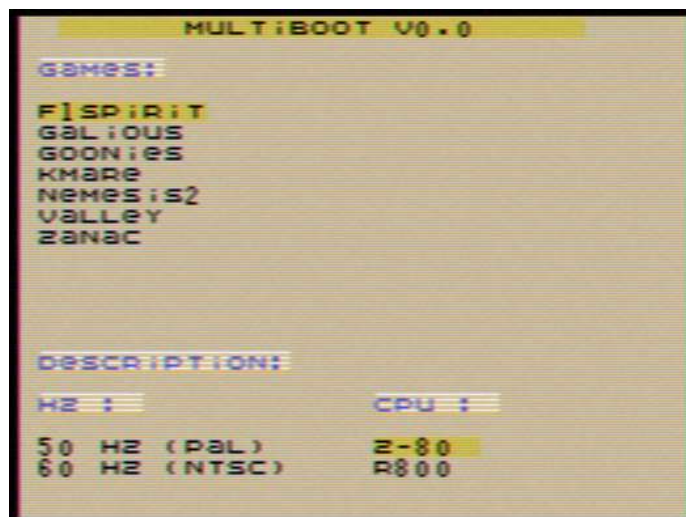 MULTiBOOT V0.0
GaMeS:
F1SPiRiT
GaLiOUS
GOONieS
KMaRe
NeMeSiS2
VaLLeY
ZaNaC
DeSCRiPTiON:
HZ :
CPU :
50 HZ (PaL)
Z-80
60 HZ (NTSC)
R800